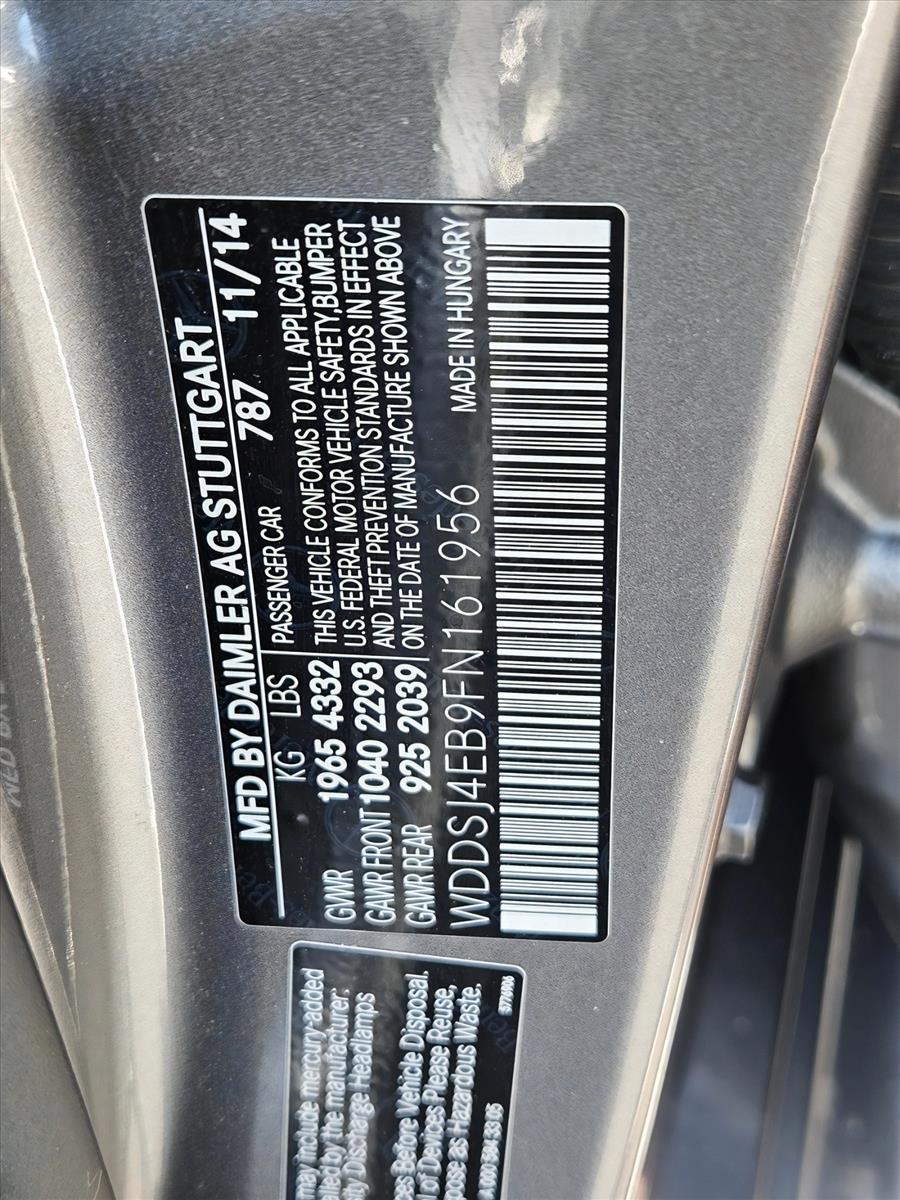 MFD BY DAIMLER AG STUTTGART
787 11/14
KG LBS PASSENGER CAR
GVWR 1965 4332 THIS VEHICLE CONFORMS TO ALL APPLICABLE
GAWR FRONT 1040 2293 U.S. FEDERAL MOTOR VEHICLE SAFETY,BUMPER
GAWR REAR 925 2039 AND THEFT PREVENTION STANDARDS IN EFFECT
ON THE DATE OF MANUFACTURE SHOWN ABOVE
WDDSJ4EB9FN161956 MADE IN HUNGARY
may include mercury added
by the manufacturer:
Discharge Headlamps
Before Vehicle Disposal.
of Devices Please Reuse,
as Hazardous Waste.